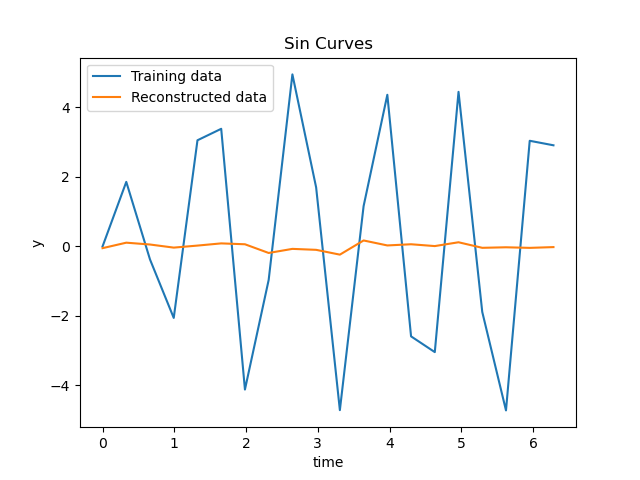 Sin Curves
Training data
Reconstructed data
4
2
0
−2
−4
y
0 1 2 3 4 5 6
time